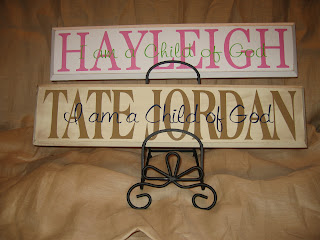 HAYLEIGH
I am a Child of God
TATE JORDAN
I am a Child of God